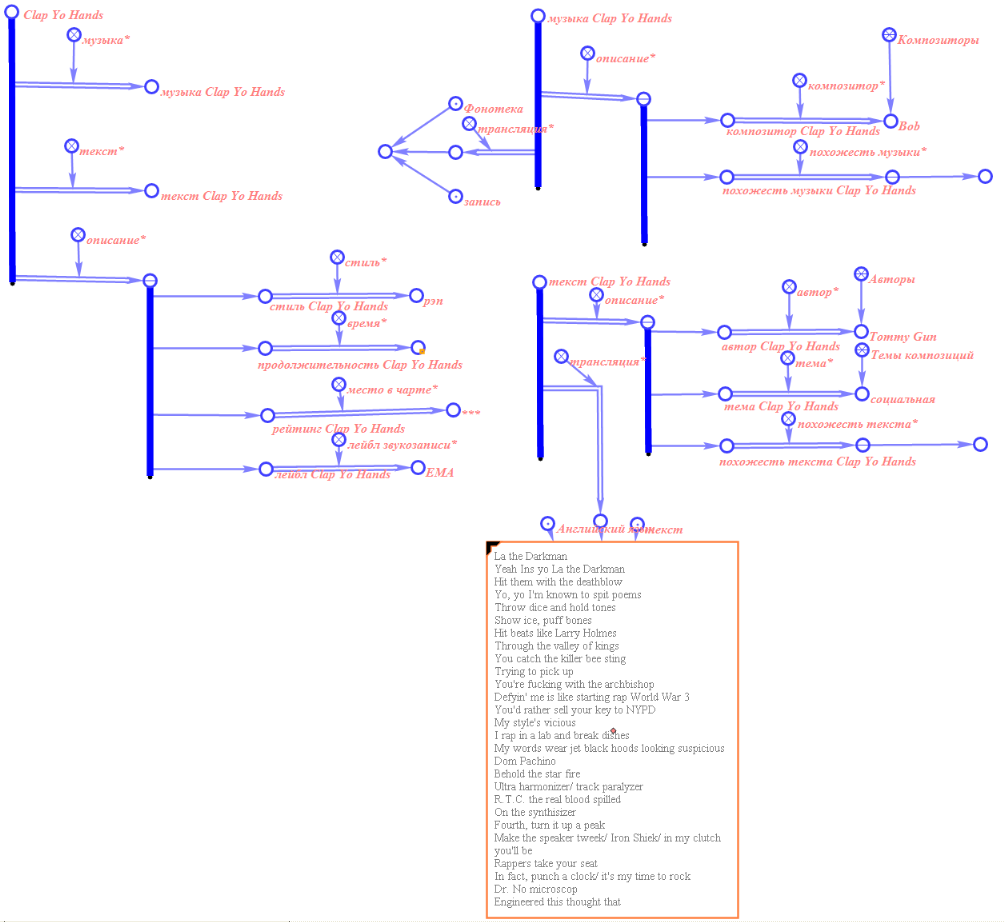 Clap Yo Hands
музыка*
музыка Clap Yo Hands
текст*
текст Clap Yo Hands
описание*
стиль*
стиль Clap Yo Hands
рэп
время*
продолжительность Clap Yo Hands
место в чарте*
рейтинг Clap Yo Hands
***
лейбл звукозаписи*
лейбл Clap Yo Hands
EMA
музыка Clap Yo Hands
описание*
Фонотека
трансляция*
запись
композитор*
Композиторы
композитор Clap Yo Hands
Bob
похожесть музыки*
похожесть музыки Clap Yo Hands
текст Clap Yo Hands
описание*
трансляция*
автор*
Авторы
автор Clap Yo Hands
Tommy Gun
тема*
Темы композиций
тема Clap Yo Hands
социальная
похожесть текста*
похожесть текста Clap Yo Hands
Английский
текст
La the Darkman
Yeah Ins yo La the Darkman
Hit them with the deathblow
Yo, yo I'm known to spit poems
Throw dice and hold tones
Show ice, puff bones
Hit beats like Larry Holmes
Through the valley of kings
You catch the killer bee sting
Trying to pick up
You're fucking with the archbishop
Defyin' me is like starting rap World War 3
You'd rather sell your key to NYPD
My style's vicious
I rap in a lab and break dishes
My words wear jet black hoods looking suspicious
Dom Pachino
Behold the star fire
Ultra harmonizer/ track paralyzer
R.T.C. the real blood spilled
On the synthisizer
Fourth, turn it up a peak
Make the speaker tweek/ Iron Shiek/ in my clutch
you'll be
Rappers take your seat
In fact, punch a clock/ it's my time to rock
Dr. No microscop
Engineered this thought that